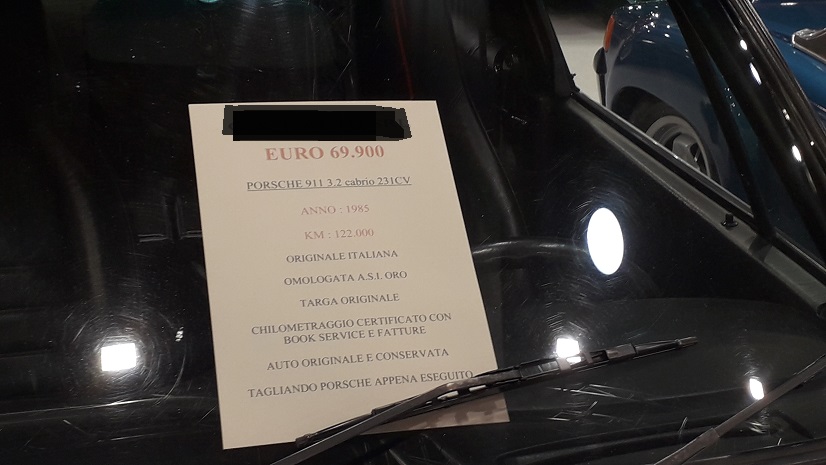 EURO 69.900
PORSCHE 911 3.2 cabrio 231CV
ANNO : 1985
KM : 122.000
ORIGINALE ITALIANA
OMOLOGATA A.S.I. ORO
TARGA ORIGINALE
CHILOMETRAGGIO CERTIFICATO CON
BOOK SERVICE E FATTURE
AUTO ORIGINALE E CONSERVATA
TAGLIANDO PORSCHE APPENA ESEGUITO